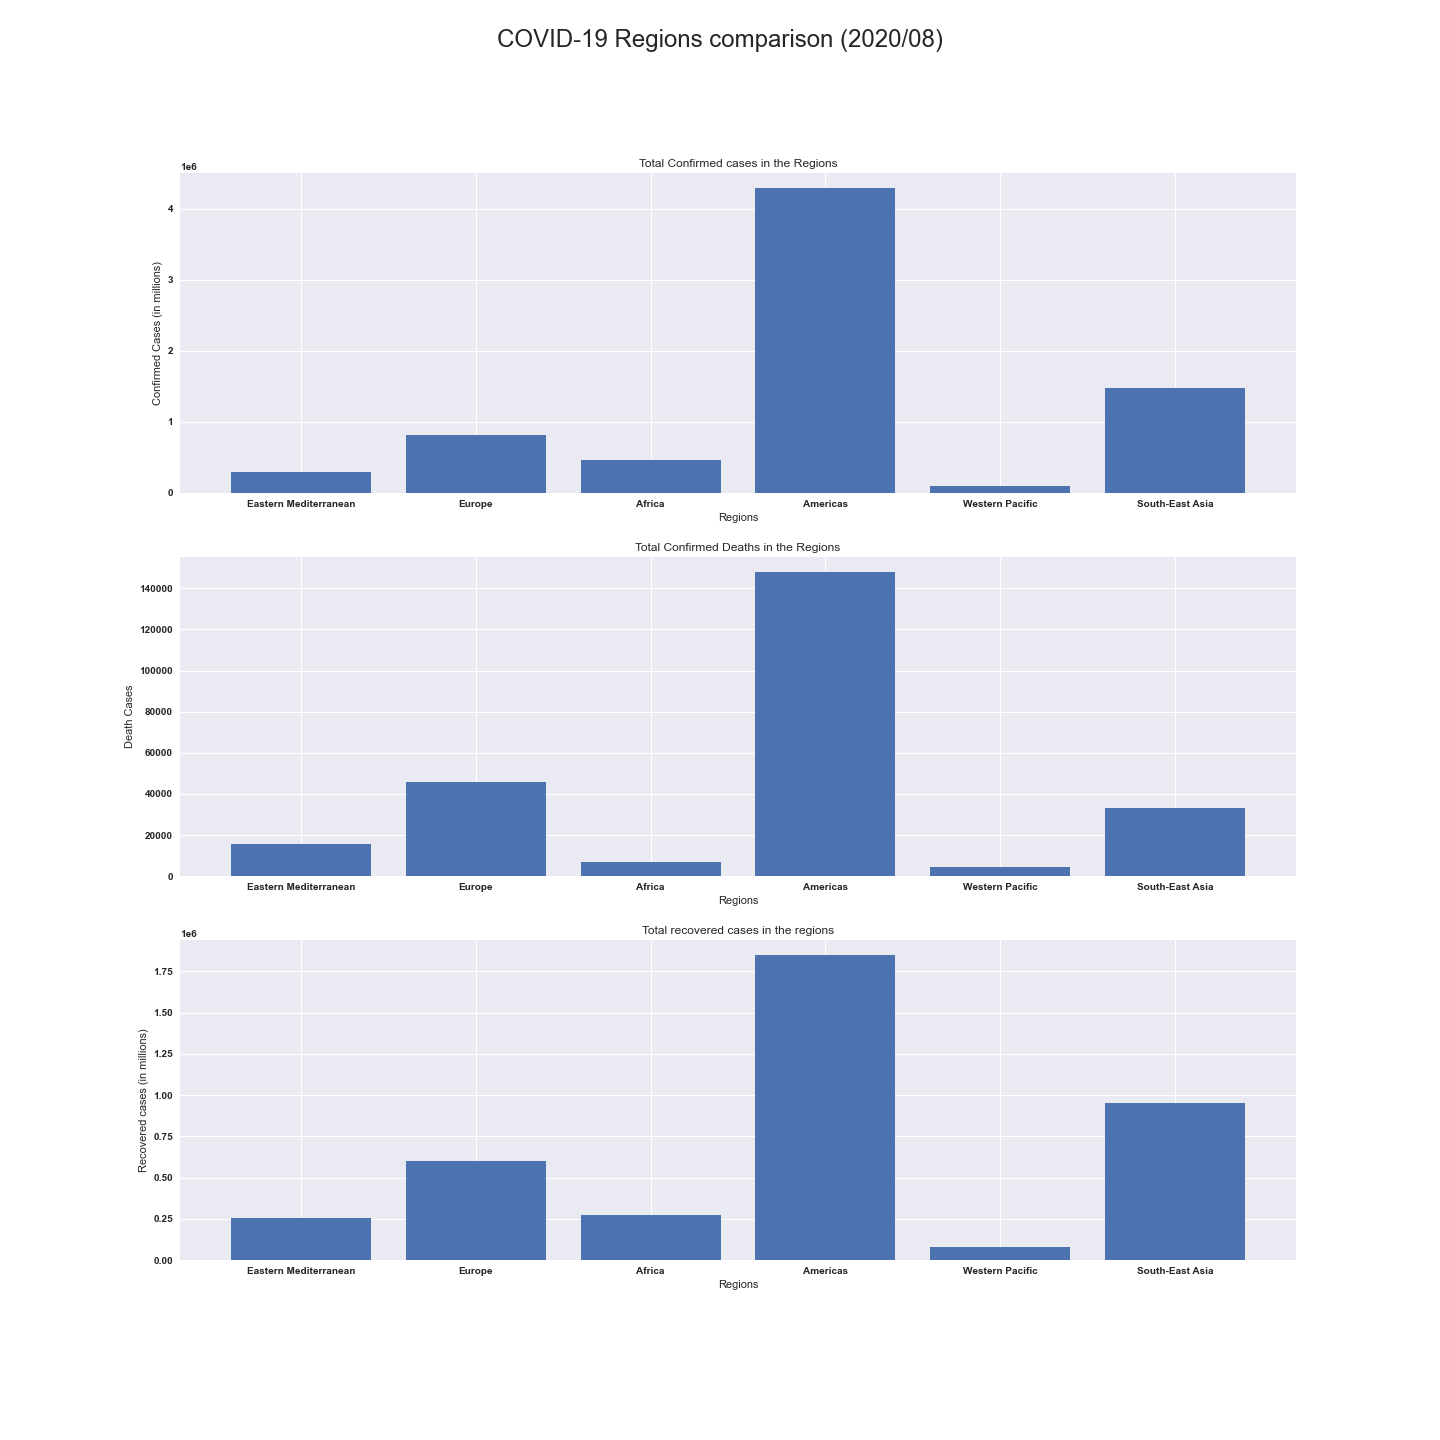 COVID-19 Regions comparison (2020/08)
Total Confirmed cases in the Regions
1e6
Confirmed Cases (in millions)
4
3
2
1
0
Eastern Mediterranean Europe Africa Americas Western Pacific South-East Asia
Regions
Total Confirmed Deaths in the Regions
Death Cases
140000
120000
100000
80000
60000
40000
20000
0
Eastern Mediterranean Europe Africa Americas Western Pacific South-East Asia
Regions
Total recovered cases in the regions
1e6
Recovered cases (in millions)
1.75
1.50
1.25
1.00
0.75
0.50
0.25
0.00
Eastern Mediterranean Europe Africa Americas Western Pacific South-East Asia
Regions